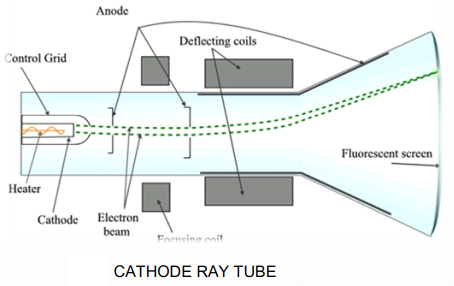 Anode
Deflecting coils
Control Grid
Fluorescent screen
Heater
Cathode
Electron
beam
Focusing coil
CATHODE RAY TUBE